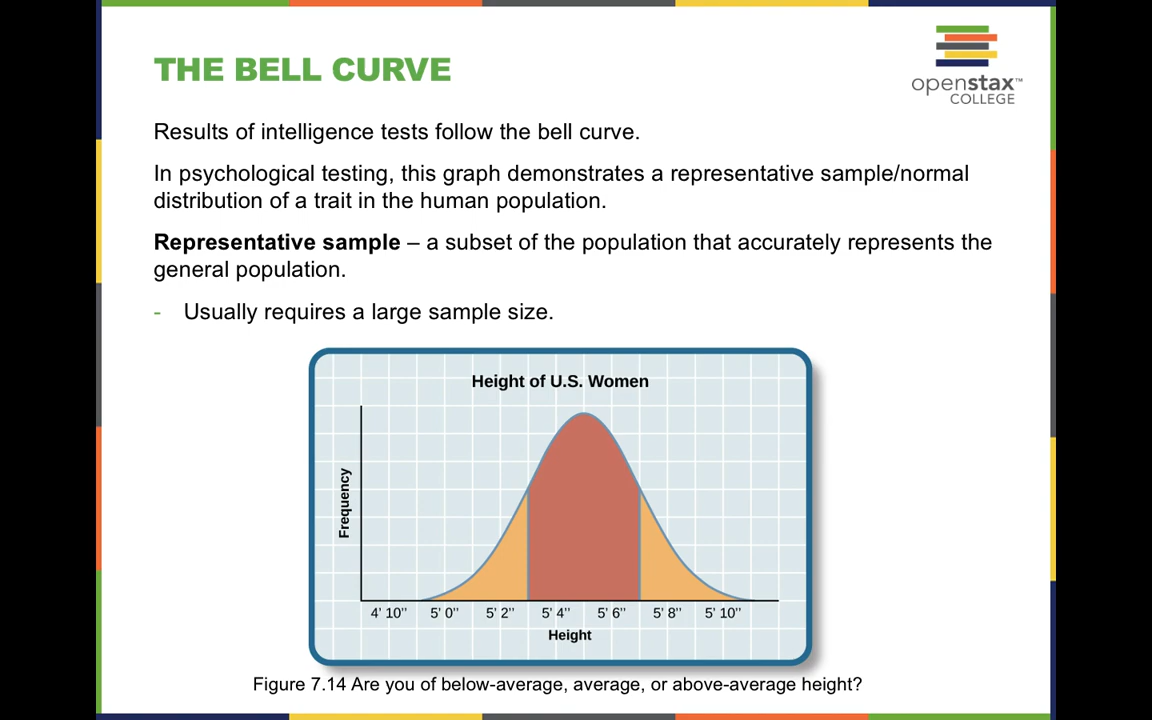 THE BELL CURVE
openstax™
COLLEGE
Results of intelligence tests follow the bell curve.
In psychological testing, this graph demonstrates a representative sample/normal
distribution of a trait in the human population.
Representative sample – a subset of the population that accurately represents the
general population.
- Usually requires a large sample size.
Height of U.S. Women
Frequency
4' 10'' 5' 0'' 5' 2'' 5' 4'' 5' 6'' 5' 8'' 5' 10''
Height
Figure 7.14 Are you of below-average, average, or above-average height?